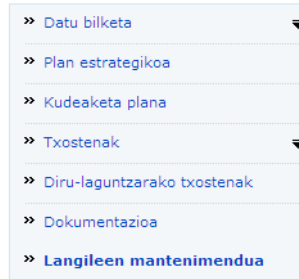 » Datu bilketa
» Plan estrategikoa
» Kudeaketa plana
» Txostenak
» Diru-laguntzarako txostenak
» Dokumentazioa
» Langileen mantenimendua